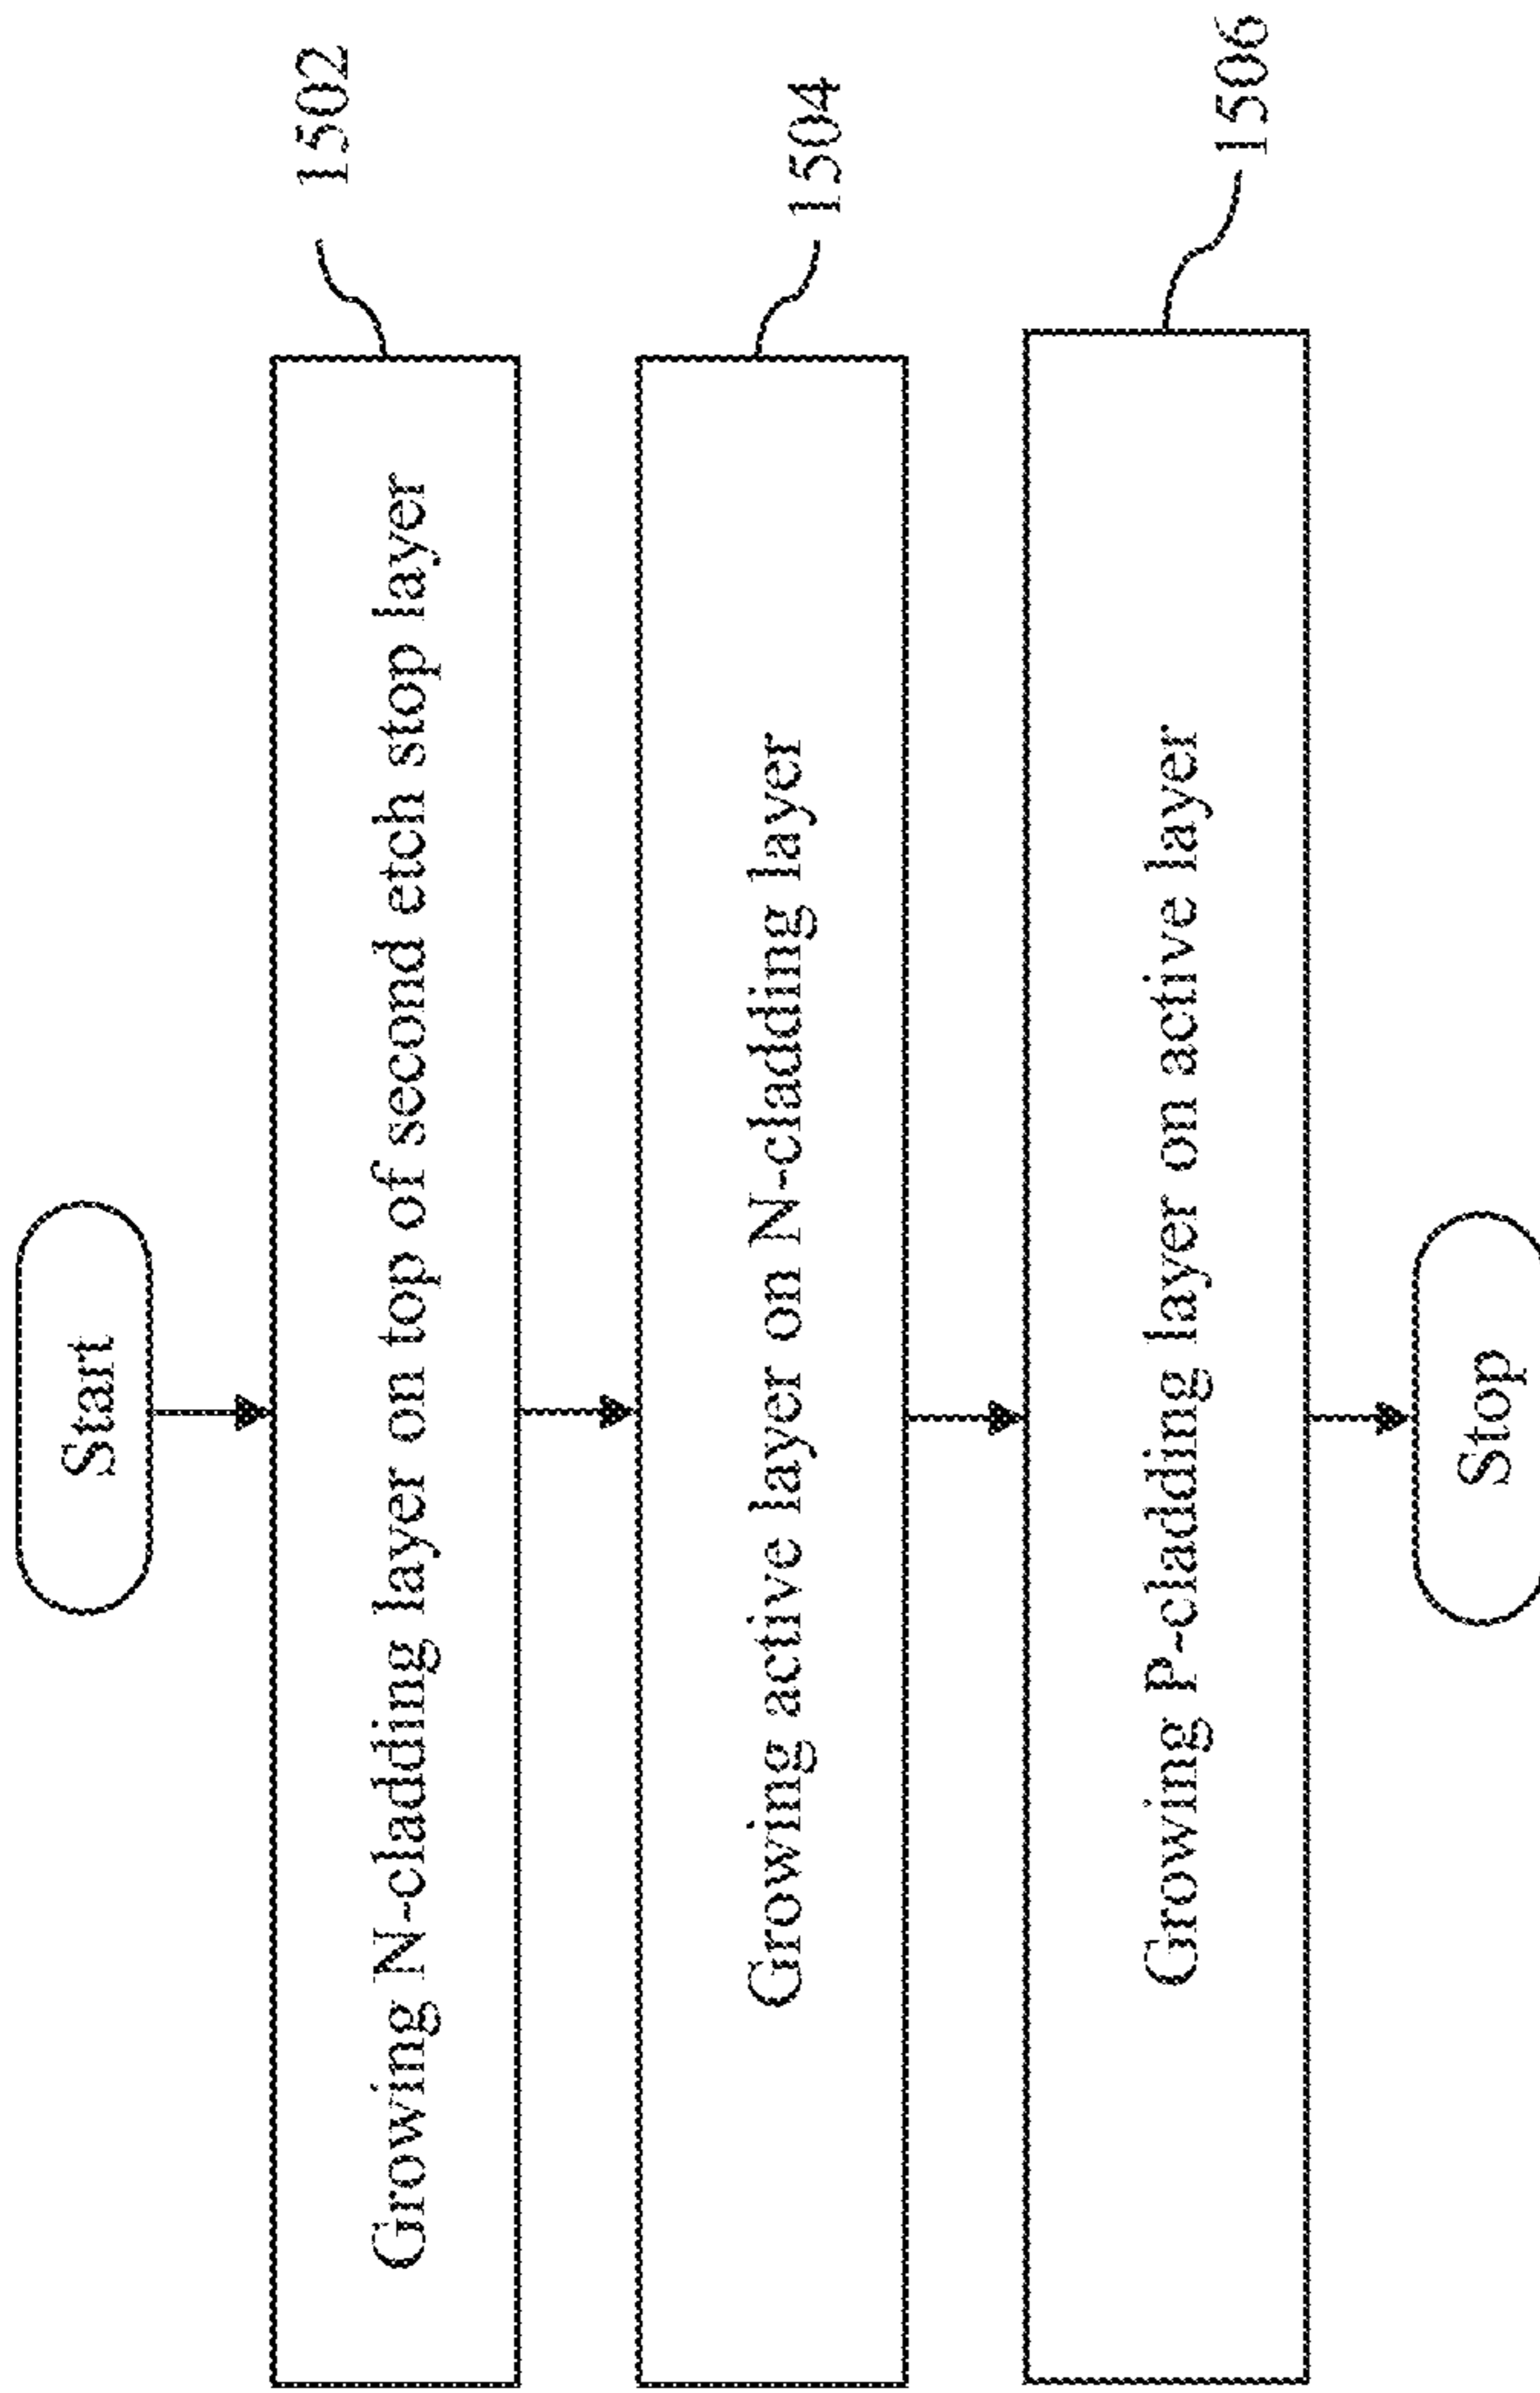 Start
Growing N-cladding layer on top of second etch stop layer
1502
Growing active layer on N-cladding layer
1504
Growing P-cladding layer on active layer
1506
Stop